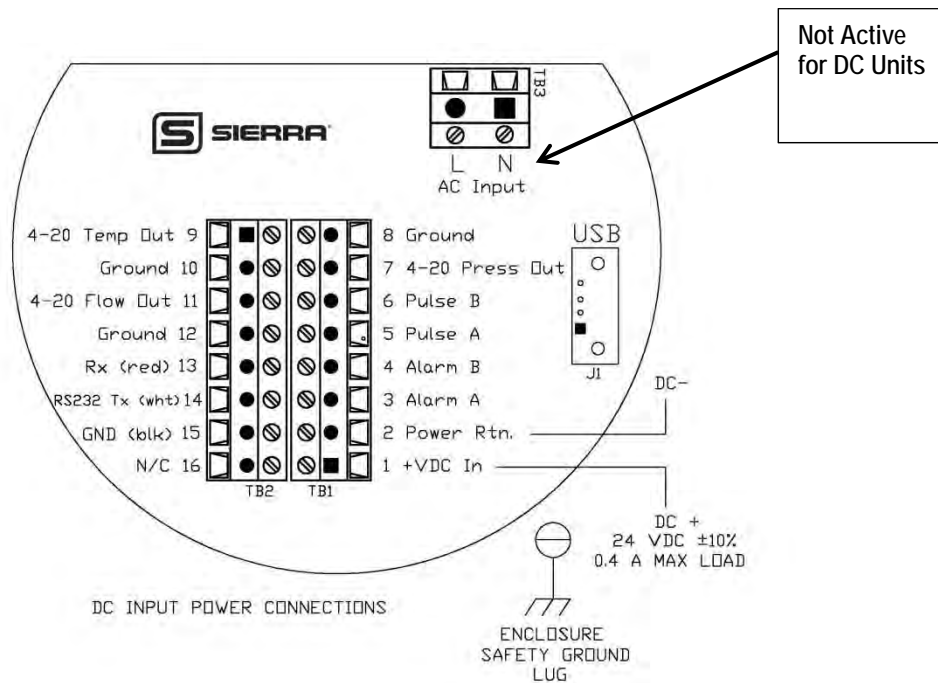 Not Active
for DC Units
TB3
SIERRA
L N
AC Input
4-20 Temp Out 9
Ground 10
4-20 Flow Out 11
Ground 12
Rx (red) 13
RS232 Tx (wht) 14
GND (blk) 15
N/C 16
TB2 TB1
8 Ground
7 4-20 Press Out
6 Pulse B
5 Pulse A
4 Alarm B
3 Alarm A
2 Power Rtn.
1 +VDC In
USB
J1
DC-
DC +
24 VDC ±10%
0.4 A MAX LOAD
DC INPUT POWER CONNECTIONS
ENCLOSURE
SAFETY GROUND
LUG